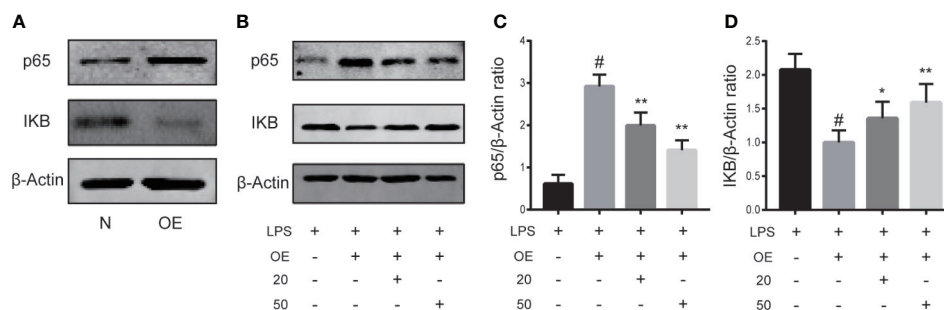 A
p65
IKB
β-Actin
N OE
B
p65
IKB
β-Actin
LPS + + + +
OE - + + +
20 - - + -
50 - - - +
C
p65/β-Actin ratio
4
3
2
1
0
#
**
**
LPS + + + +
OE - + + +
20 - - + -
50 - - - +
D
IKB/β-Actin ratio
2.5
2.0
1.5
1.0
0.5
0.0
#
*
**
LPS + + + +
OE - + + +
20 - - + -
50 - - - +